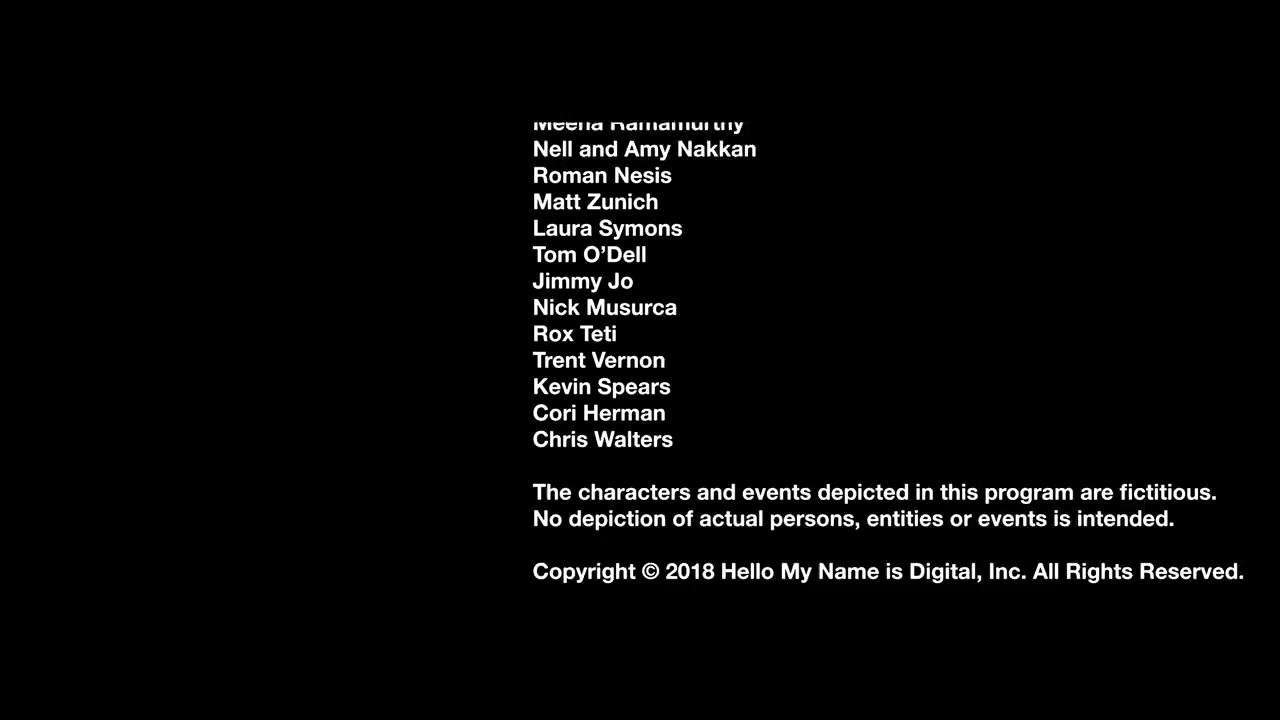 Meena Ramamurthy
Nell and Amy Nakkan
Roman Nesis
Matt Zunich
Laura Symons
Tom O’Dell
Jimmy Jo
Nick Musurca
Rox Teti
Trent Vernon
Kevin Spears
Cori Herman
Chris Walters
The characters and events depicted in this program are fictitious.
No depiction of actual persons, entities or events is intended.
Copyright © 2018 Hello My Name is Digital, Inc. All Rights Reserved.